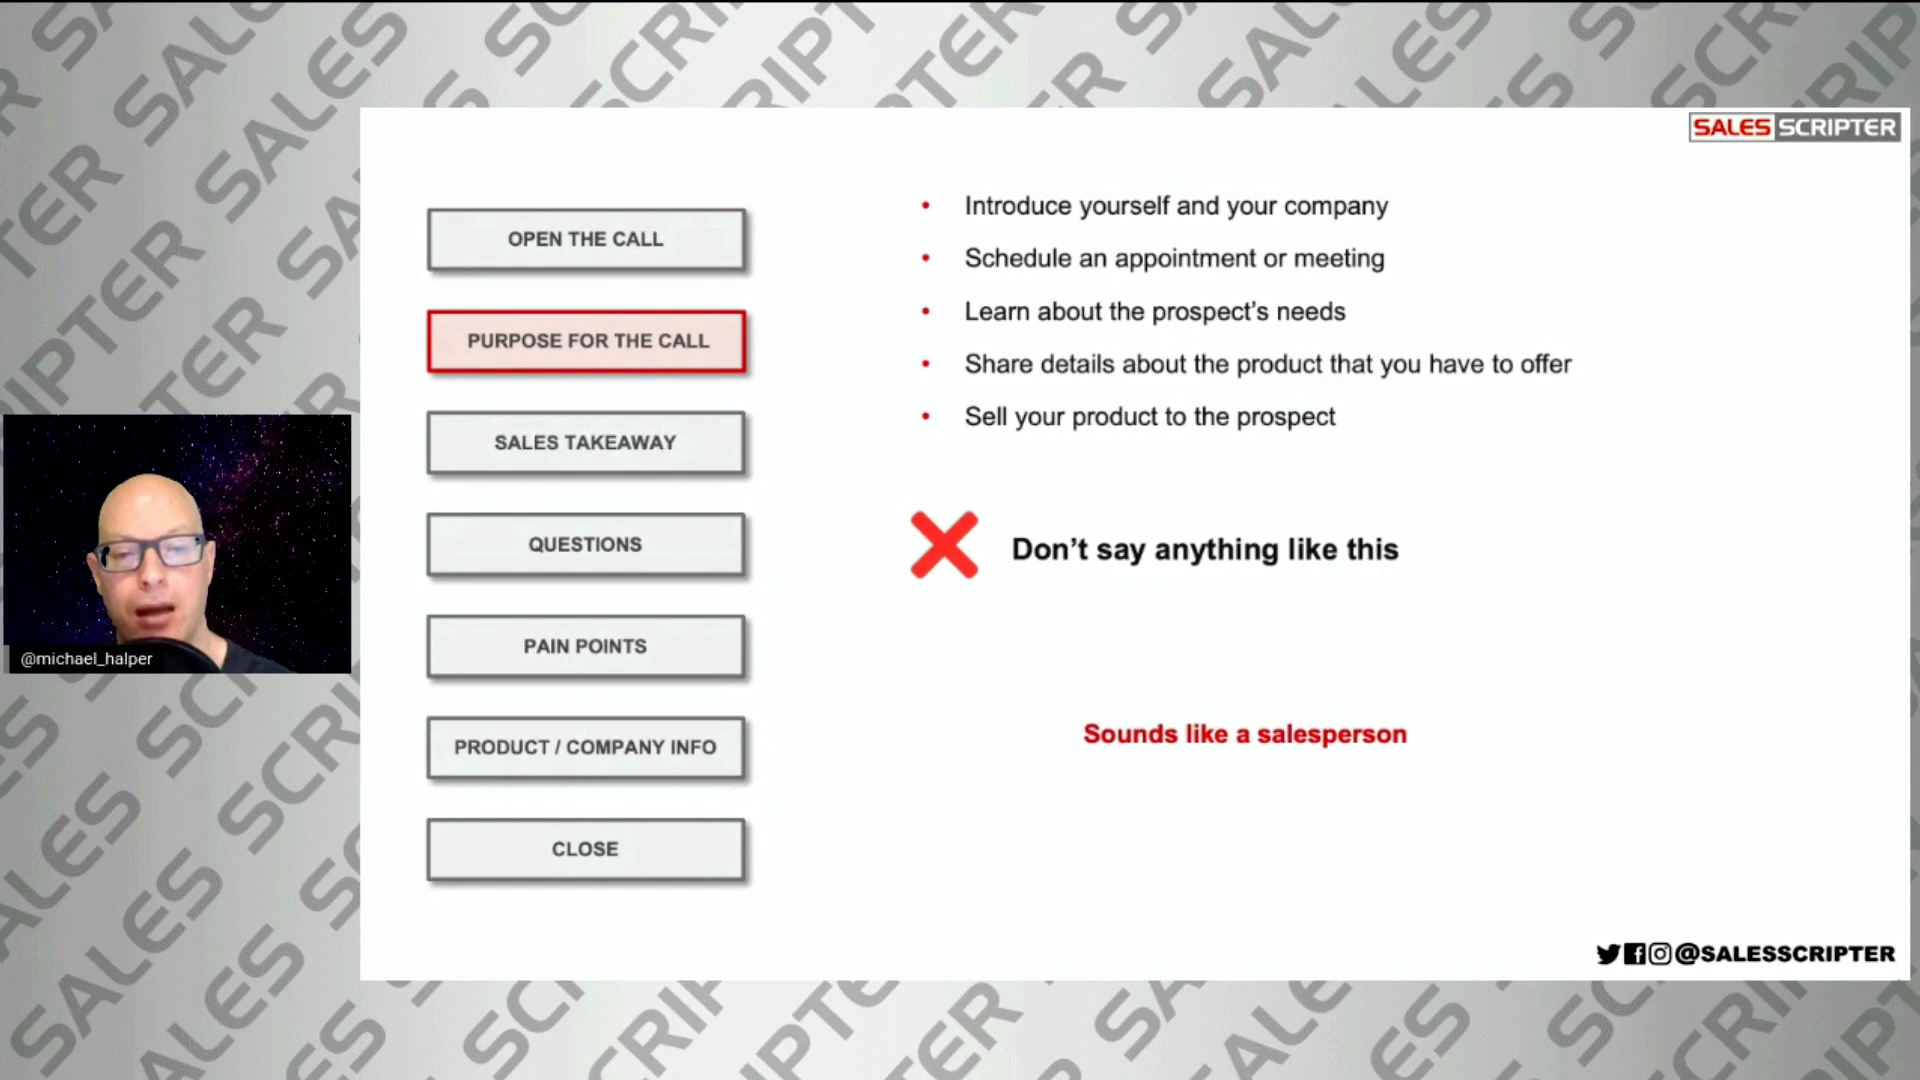 SALES SCRIPTER
OPEN THE CALL
PURPOSE FOR THE CALL
SALES TAKEAWAY
QUESTIONS
PAIN POINTS
PRODUCT / COMPANY INFO
CLOSE
• Introduce yourself and your company
• Schedule an appointment or meeting
• Learn about the prospect’s needs
• Share details about the product that you have to offer
• Sell your product to the prospect
Don’t say anything like this
Sounds like a salesperson
@michael_halper
@SALESSCRIPTER